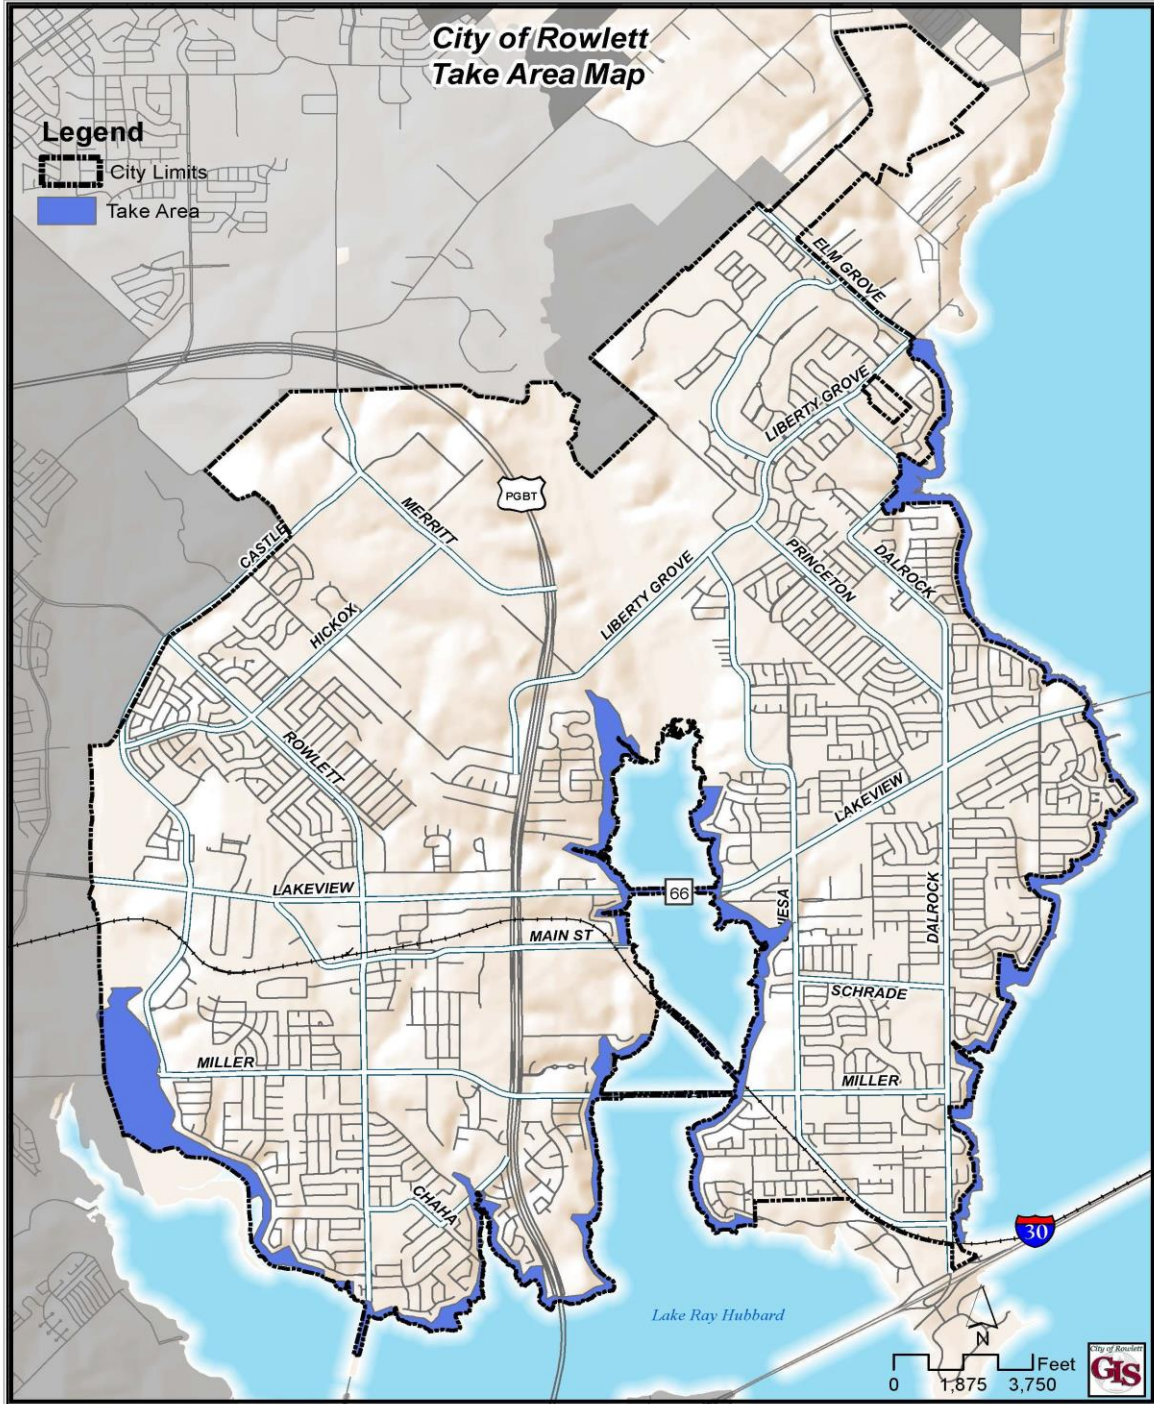 City of Rowlett
Take Area Map
Legend
City Limits
Take Area
ELM GROVE
LIBERTY GROVE
PGBT
MERRITT
CASTLE
PRINCETON
DALROCK
HICKOX
LIBERTY GROVE
ROWLETT
LAKEVIEW
LAKEVIEW
66
DALROCK
MAIN ST
SCHRADE
MILLER
MILLER
CHAHA
30
Lake Ray Hubbard
N
Feet
0 1,875 3,750
City of Rowlett
GIS